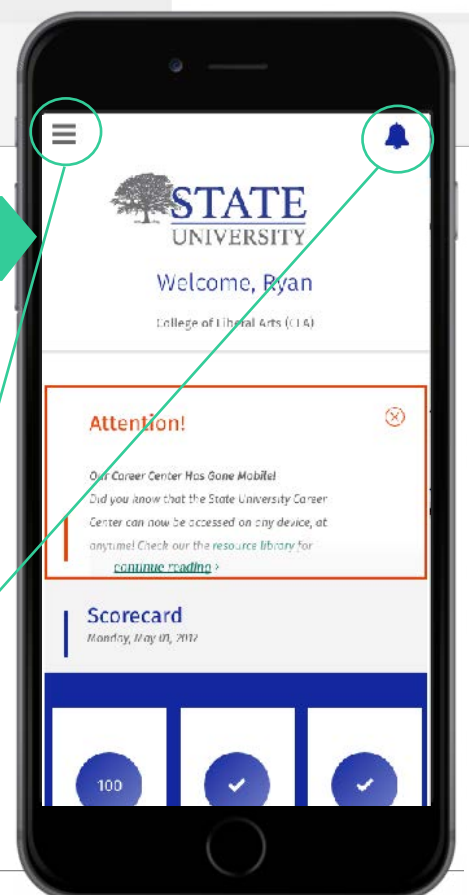 STATE
UNIVERSITY
Welcome, Ryan
College of Liberal Arts (CLA)
Attention!
Our Career Center Has Gone Mobile!
Did you know that the State University Career
Center can now be accessed on any device, at
anytime! Check our the resource library for
continue reading >
Scorecard
Monday, May 01, 2017
100